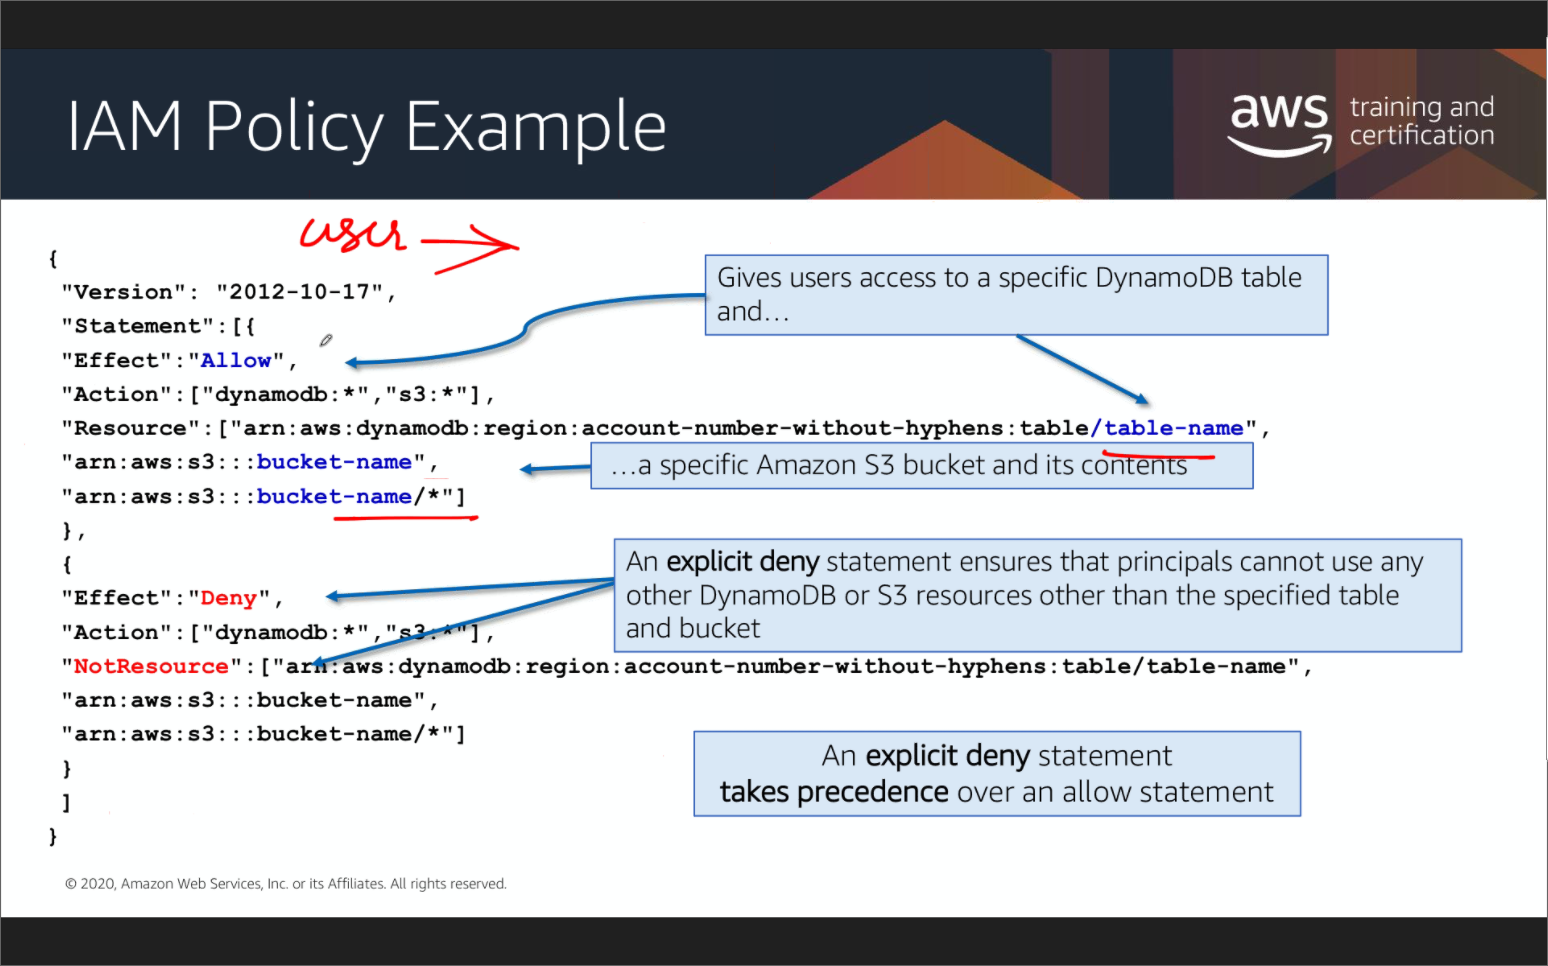 IAM Policy Example
aws training and
certification
user
{
"Version": "2012-10-17",
"Statement":[{
"Effect":"Allow",
"Action":["dynamodb:*","s3:*"],
"Resource":["arn:aws:dynamodb:region:account-number-without-hyphens:table/table-name",
"arn:aws:s3:::bucket-name",
"arn:aws:s3:::bucket-name/*"]
},
{
"Effect":"Deny",
"Action":["dynamodb:*","s3:*"],
"NotResource":["arn:aws:dynamodb:region:account-number-without-hyphens:table/table-name",
"arn:aws:s3:::bucket-name",
"arn:aws:s3:::bucket-name/*"]
}
]
}
Gives users access to a specific DynamoDB table
and…
…a specific Amazon S3 bucket and its contents
An explicit deny statement ensures that principals cannot use any
other DynamoDB or S3 resources other than the specified table
and bucket
An explicit deny statement
takes precedence over an allow statement
© 2020, Amazon Web Services, Inc. or its Affiliates. All rights reserved.